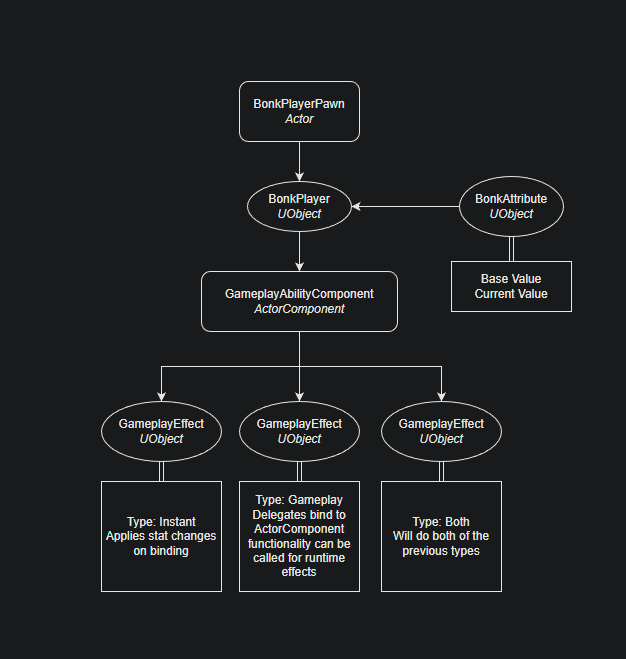 BonkPlayerPawn
Actor
BonkPlayer
UObject
BonkAttribute
UObject
Base Value
Current Value
GameplayAbilityComponent
ActorComponent
GameplayEffect
UObject
GameplayEffect
UObject
GameplayEffect
UObject
Type: Instant
Applies stat changes
on binding
Type: Gameplay
Delegates bind to
ActorComponent
functionality can be
called for runtime
effects
Type: Both
Will do both of the
previous types